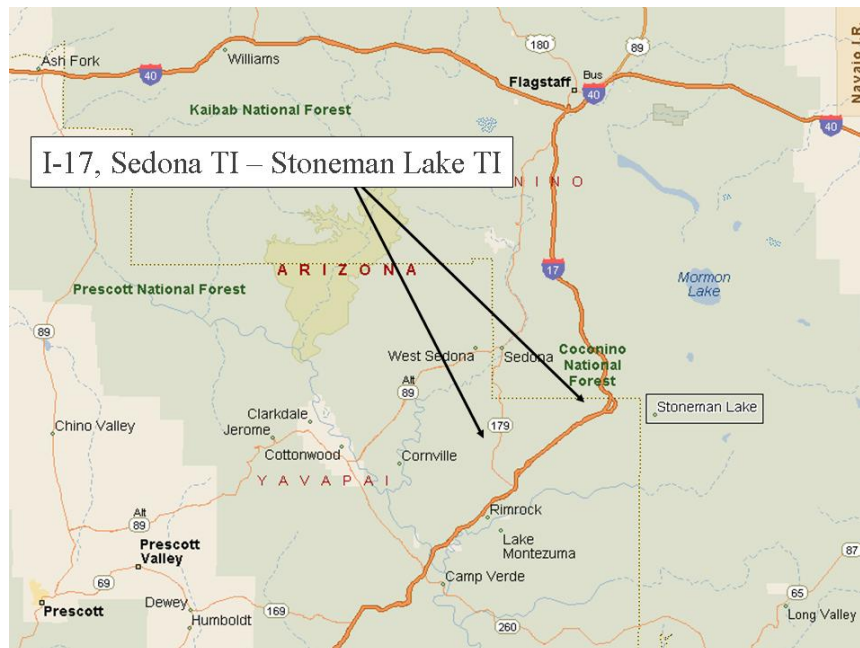 180
89
Ash Fork
Williams
40
Flagstaff
Bus
40
Navajo I R
40
Kaibab National Forest
I-17, Sedona TI – Stoneman Lake TI
N I N O
A R I Z O N A
17
Prescott National Forest
Mormon
Lake
89
West Sedona
Sedona
Coconino
National
Forest
Alt
89
Stoneman Lake
Clarkdale
Jerome
179
Chino Valley
Cottonwood
Cornville
Y A V A P A I
Rimrock
Alt
89
Lake
Montezuma
Prescott
Valley
87
69
Camp Verde
65
Prescott
Dewey
169
Long Valley
Humboldt
260